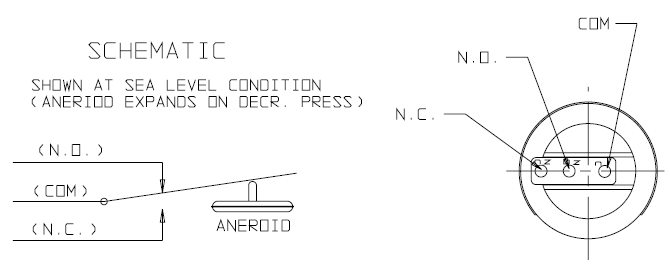 SCHEMATIC
SHOWN AT SEA LEVEL CONDITION
(ANERIOD EXPANDS ON DECR. PRESS)
(N.O.)
(COM)
(N.C.)
ANEROID
COM
N.O.
N.C.